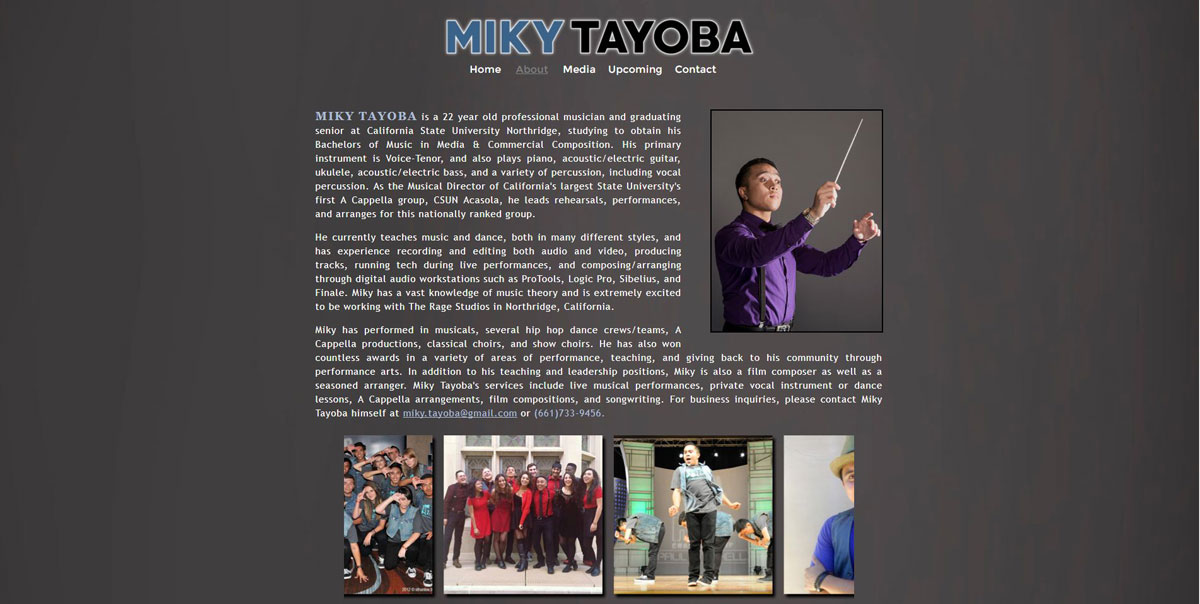 MIKY TAYOBA
Home About Media Upcoming Contact
MIKY TAYOBA is a 22 year old professional musician and graduating
senior at California State University Northridge, studying to obtain his
Bachelors of Music in Media & Commercial Composition. His primary
instrument is Voice-Tenor, and also plays piano, acoustic/electric guitar,
ukulele, acoustic/electric bass, and a variety of percussion, including vocal
percussion. As the Musical Director of California's largest State University's
first A Cappella group, CSUN Acasola, he leads rehearsals, performances,
and arranges for this nationally ranked group.
He currently teaches music and dance, both in many different styles, and
has experience recording and editing both audio and video, producing
tracks, running tech during live performances, and composing/arranging
through digital audio workstations such as ProTools, Logic Pro, Sibelius, and
Finale. Miky has a vast knowledge of music theory and is extremely excited
to be working with The Rage Studios in Northridge, California.
Miky has performed in musicals, several hip hop dance crews/teams, A
Cappella productions, classical choirs, and show choirs. He has also won
countless awards in a variety of areas of performance, teaching, and giving back to his community through
performance arts. In addition to his teaching and leadership positions, Miky is also a film composer as well as a
seasoned arranger. Miky Tayoba's services include live musical performances, private vocal instrument or dance
lessons, A Cappella arrangements, film compositions, and songwriting. For business inquiries, please contact Miky
Tayoba himself at miky.tayoba@gmail.com or (661)733-9456.